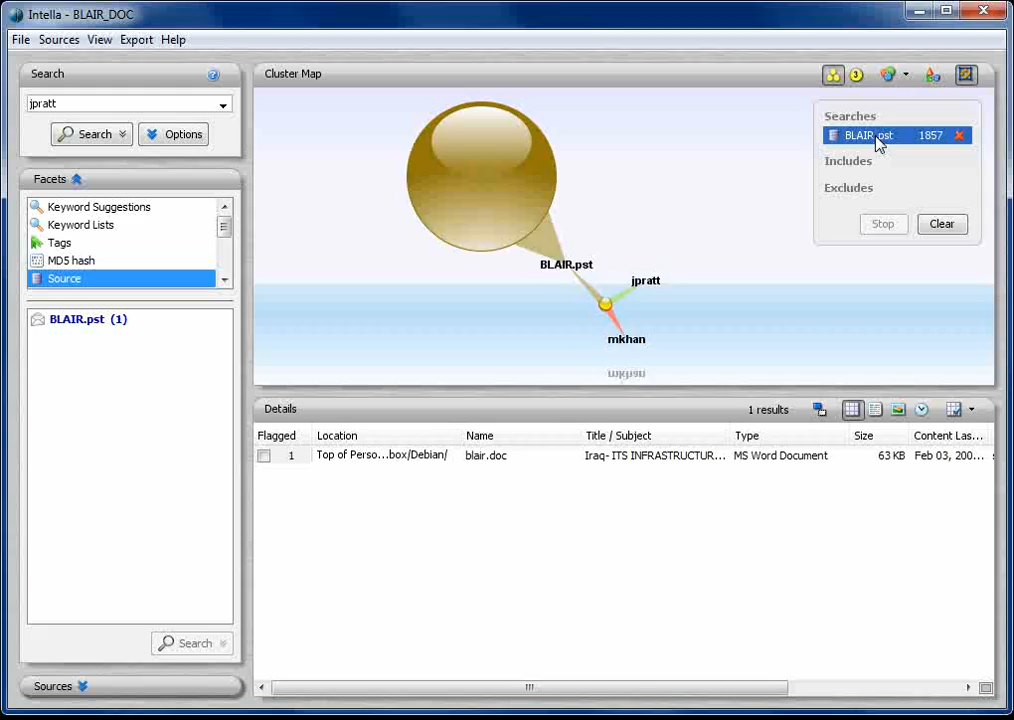 Intella - BLAIR_DOC
File Sources View Export Help
Search
jpratt
Search
Options
Facets
Keyword Suggestions
Keyword Lists
Tags
MD5 hash
Source
BLAIR.pst (1)
Search
Sources
Cluster Map
3
Searches
BLAIR.pst 1857
Includes
Excludes
Stop Clear
BLAIR.pst
jpratt
mkhan
mkhan
Details
1 results
Flagged Location Name Title / Subject Type Size Content Las...
1 Top of Perso...box/Debian/ blair.doc Iraq- ITS INFRASTRUCTUR... MS Word Document 63 KB Feb 03, 200...